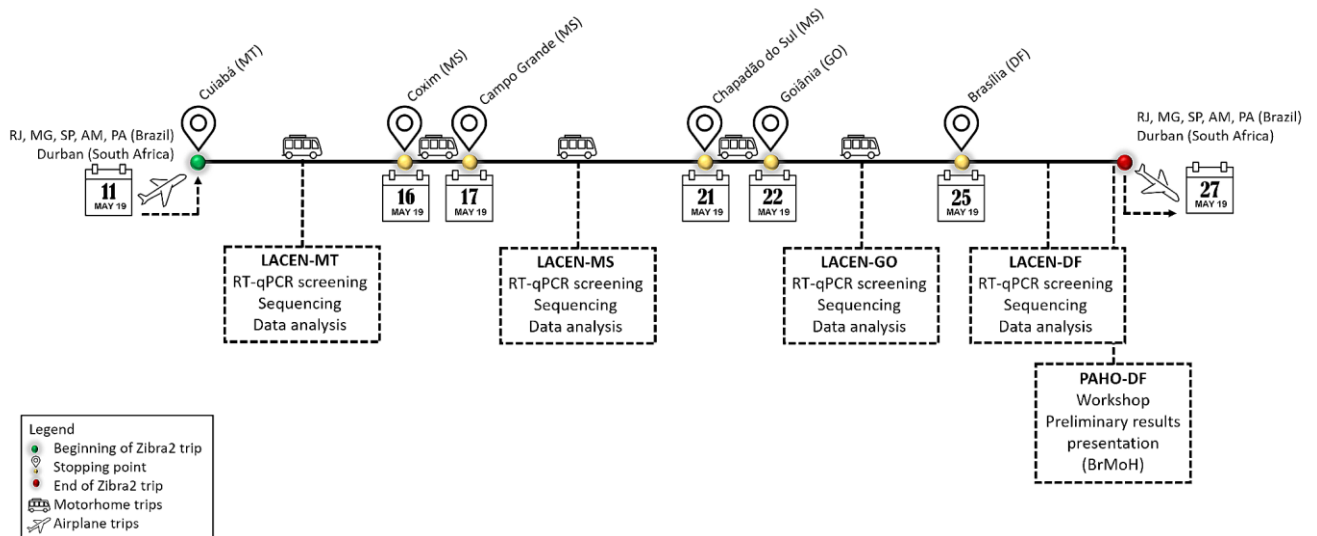 Cuiabá (MT)
Coxim (MS)
Campo Grande (MS)
Chapadão do Sul (MS)
Goiânia (GO)
Brasília (DF)
RJ, MG, SP, AM, PA (Brazil)
Durban (South Africa)
11
MAY 19
16
MAY 19
17
MAY 19
21
MAY 19
22
MAY 19
25
MAY 19
RJ, MG, SP, AM, PA (Brazil)
Durban (South Africa)
27
MAY 19
LACEN-MT
RT-qPCR screening
Sequencing
Data analysis
LACEN-MS
RT-qPCR screening
Sequencing
Data analysis
LACEN-GO
RT-qPCR screening
Sequencing
Data analysis
LACEN-DF
RT-qPCR screening
Sequencing
Data analysis
PAHO-DF
Workshop
Preliminary results
presentation
(BrMoH)
Legend
Beginning of Zibra2 trip
Stopping point
End of Zibra2 trip
Motorhome trips
Airplane trips